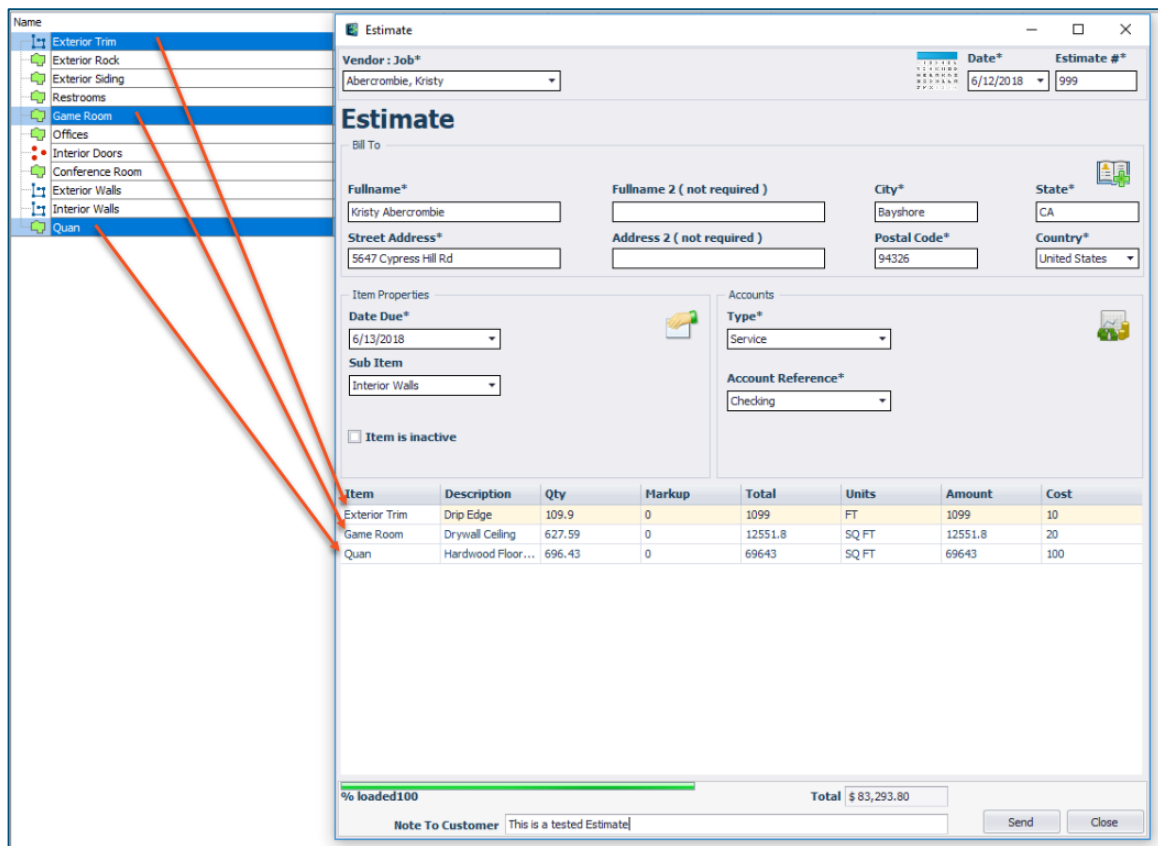 Name
Exterior Trim
Exterior Rock
Exterior Siding
Restrooms
Game Room
Offices
Interior Doors
Conference Room
Exterior Walls
Interior Walls
Quan
Estimate
Vendor : Job*
Date*
Estimate #*
Abercrombie, Kristy
6/12/2018
999
Estimate
Bill To
Fullname*
Fullname 2 ( not required )
City*
State*
Kristy Abercrombie
Bayshore
CA
Street Address*
Address 2 ( not required )
Postal Code*
Country*
5647 Cypress Hill Rd
94326
United States
Item Properties
Accounts
Date Due*
Type*
6/13/2018
Service
Sub Item
Interior Walls
Account Reference*
Checking
Item is inactive
Item Description Qty Markup Total Units Amount Cost
Exterior Trim Drip Edge 109.9 0 1099 FT 1099 10
Game Room Drywall Ceiling 627.59 0 12551.8 SQ FT 12551.8 20
Quan Hardwood Floor... 696.43 0 69643 SQ FT 69643 100
% loaded100
Total $ 83,293.80
Note To Customer This is a tested Estimate
Send
Close